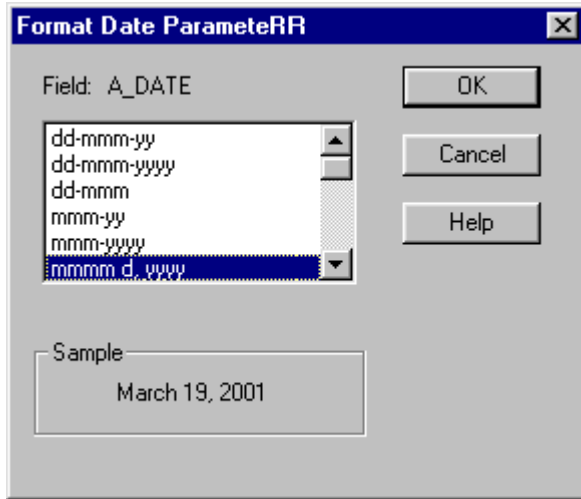 Format Date ParameteRR
Field: A_DATE
OK
dd-mmm-yy
dd-mmm-yyyy
dd-mmm
mmm-yy
mmm-yyyy
mmmm d, yyyy
Cancel
Help
Sample
March 19, 2001